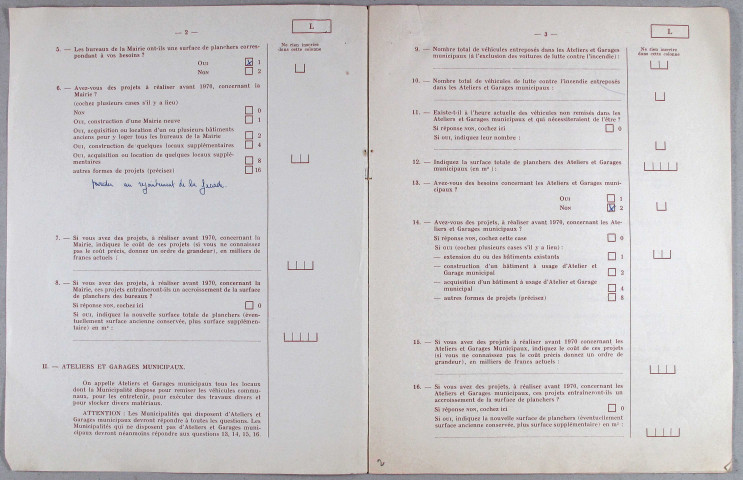 — 2 —
I.
Ne rien inscrire
dans cette colonne
5. — Les bureaux de la Mairie ont-ils une surface de planchers corres-
pondant à vos besoins ?
OUI 1
NON 2
6. — Avez-vous des projets à réaliser avant 1970, concernant la
Mairie ?
(cochez plusieurs cases s'il y a lieu)
NON 0
OUI, construction d'une Mairie neuve 1
OUI, acquisition ou location d'un ou plusieurs bâtiments
anciens pour y loger tous les bureaux de la Mairie 2
OUI, construction de quelques locaux supplémentaires 4
OUI, acquisition ou location de quelques locaux supplé-
mentaires 8
autres formes de projets (précisez) 16
un rejointement de la façade.
7. — Si vous avez des projets, à réaliser avant 1970, concernant la
Mairie, indiquez le coût de ces projets (si vous ne connaissez
pas le coût précis, donner un ordre de grandeur), en milliers de
francs actuels :
8. — Si vous avez des projets, à réaliser avant 1970, concernant la
Mairie, ces projets entraîneront-ils un accroissement de la surface
de planchers des bureaux ?
Si réponse NON, cochez ici 0
Si OUI, indiquez la nouvelle surface totale de planchers (éven-
tuellement surface ancienne conservée, plus surface supplémen-
taire) en m² :
II. — ATELIERS ET GARAGES MUNICIPAUX.
On appelle Ateliers et Garages municipaux tous les locaux
dont la Municipalité dispose pour remiser les véhicules commu-
naux, pour les entretenir, pour exécuter des travaux divers et
pour stocker divers matériaux.
ATTENTION : Les Municipalités qui disposent d'Ateliers et
Garages municipaux devront répondre à toutes les questions. Les
Municipalités qui ne disposent pas d'Ateliers et Garages muni-
cipaux devront néanmoins répondre aux questions 13, 14, 15, 16.
— 3 —
I.
Ne rien inscrire
dans cette colonne
9. — Nombre total de véhicules entreposés dans les Ateliers et Garages
municipaux (à l'exclusion des voitures de lutte contre l'incendie) :
10. — Nombre total de véhicules de lutte contre l'incendie entreposés
dans les Ateliers et Garages municipaux :
11. — Existe-t-il à l'heure actuelle des véhicules non remisés dans les
Ateliers et Garages municipaux et qui nécessiteraient de l'être ?
Si réponse NON, cochez ici 0
Si OUI, indiquez leur nombre :
12. — Indiquez la surface totale de planchers des Ateliers et Garages
municipaux (en m²) :
13. — Avez-vous des besoins concernant les Ateliers et Garages muni-
cipaux ?
OUI 1
NON 2
14. — Avez-vous des projets, à réaliser avant 1970, concernant les Ate-
liers et Garages municipaux ?
Si réponse NON, cochez cette case 0
Si OUI (cochez plusieurs cases s'il y a lieu) :
— extension du ou des bâtiments existants 1
— construction d'un bâtiment à usage d'Atelier et
Garage municipal 2
— acquisition d'un bâtiment à usage d'Atelier et Garage
municipal 4
— autres formes de projets (précisez) 8
15. — Si vous avez des projets à réaliser avant 1970, concernant les
Ateliers et Garages Municipaux, indiquez le coût de ces projets
(si vous ne connaissez pas le coût précis donnez un ordre de
grandeur), en milliers de francs actuels :
16. — Si vous avez des projets, à réaliser avant 1970, concernant les
Ateliers et Garages municipaux, ces projets entraîneront-ils un
accroissement de la surface de planchers ?
Si réponse NON, cochez ici 0
Si OUI, indiquez la nouvelle surface de planchers (éventuellement
surface ancienne conservée, plus surface supplémentaire) en m² :